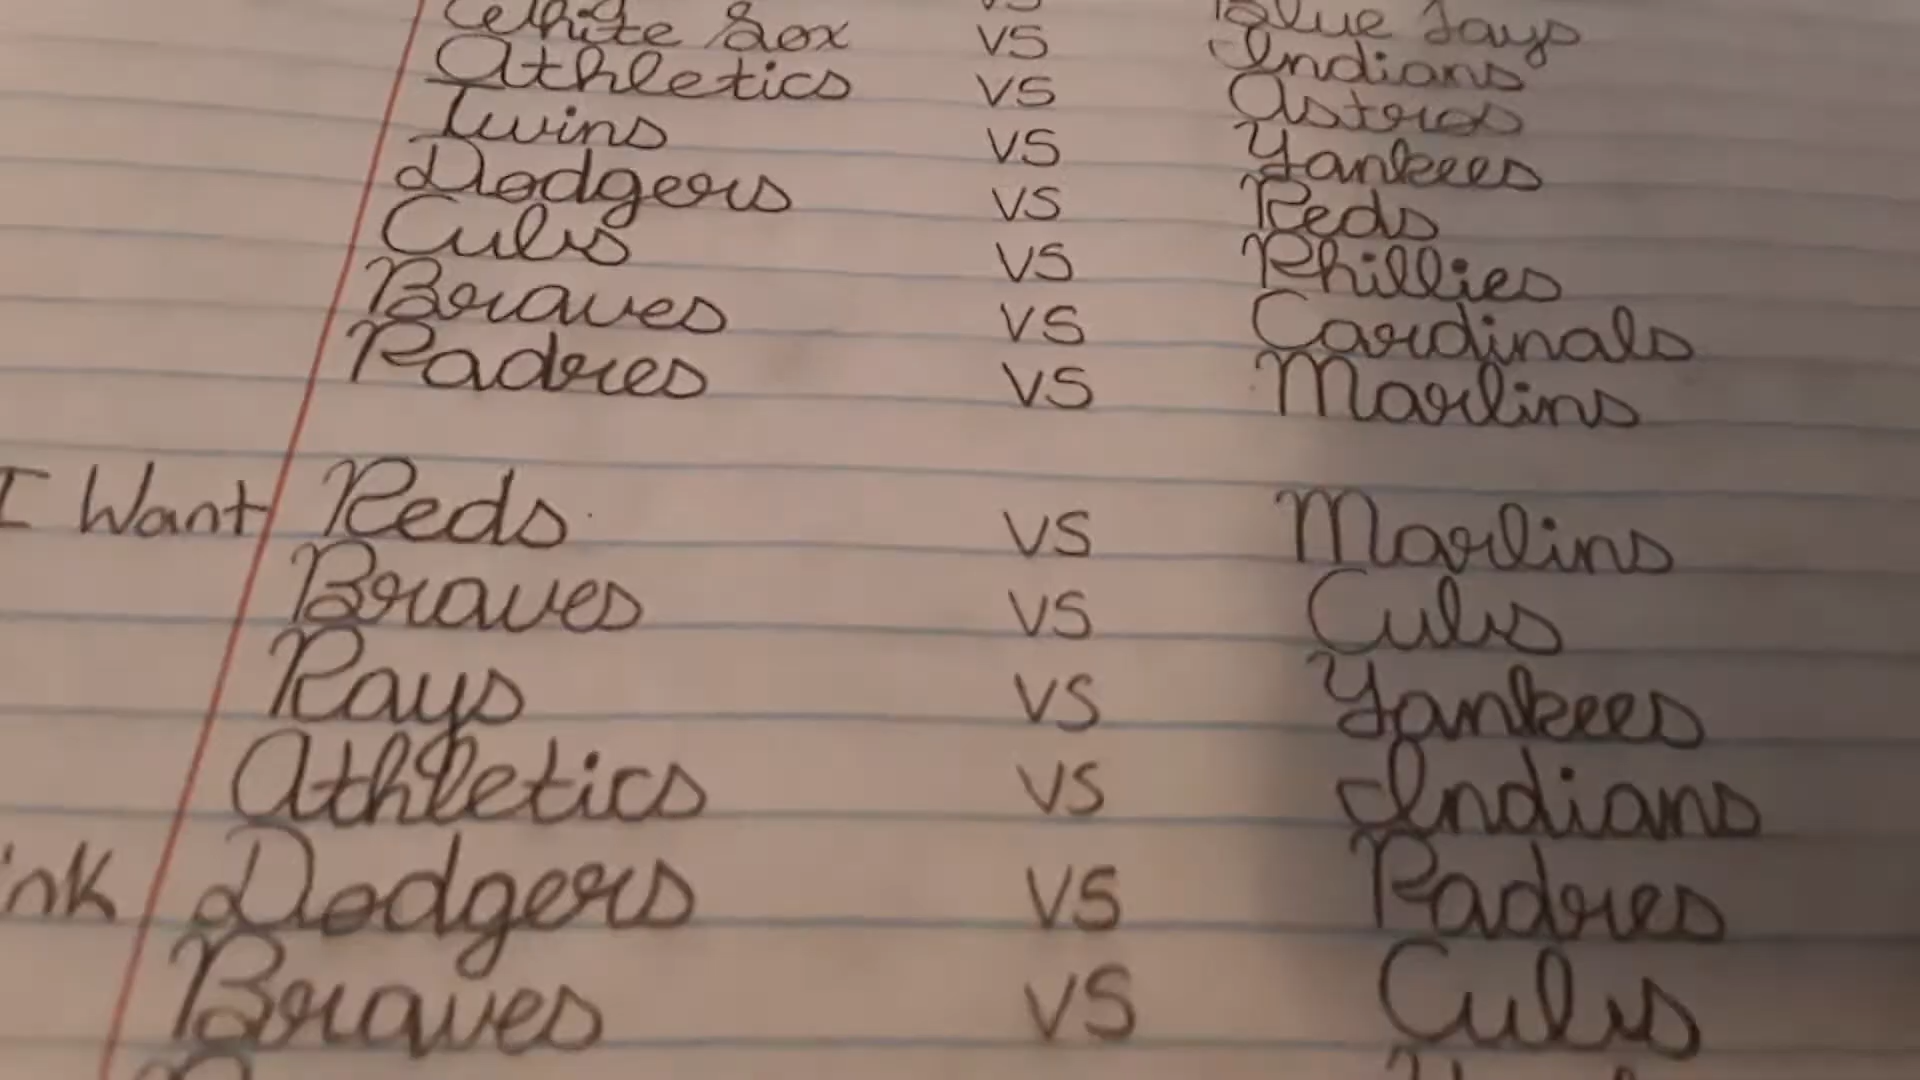 vs Blue Jays
White Sox vs Indians
Athletics vs Astros
Twins vs Yankees
Dodgers vs Reds
Cubs vs Phillies
Braves vs Cardinals
Padres vs Marlins
I Want Reds vs Marlins
Braves vs Cubs
Rays vs Yankees
Athletics vs Indians
ink Dodgers vs Padres
Braves vs Cubs